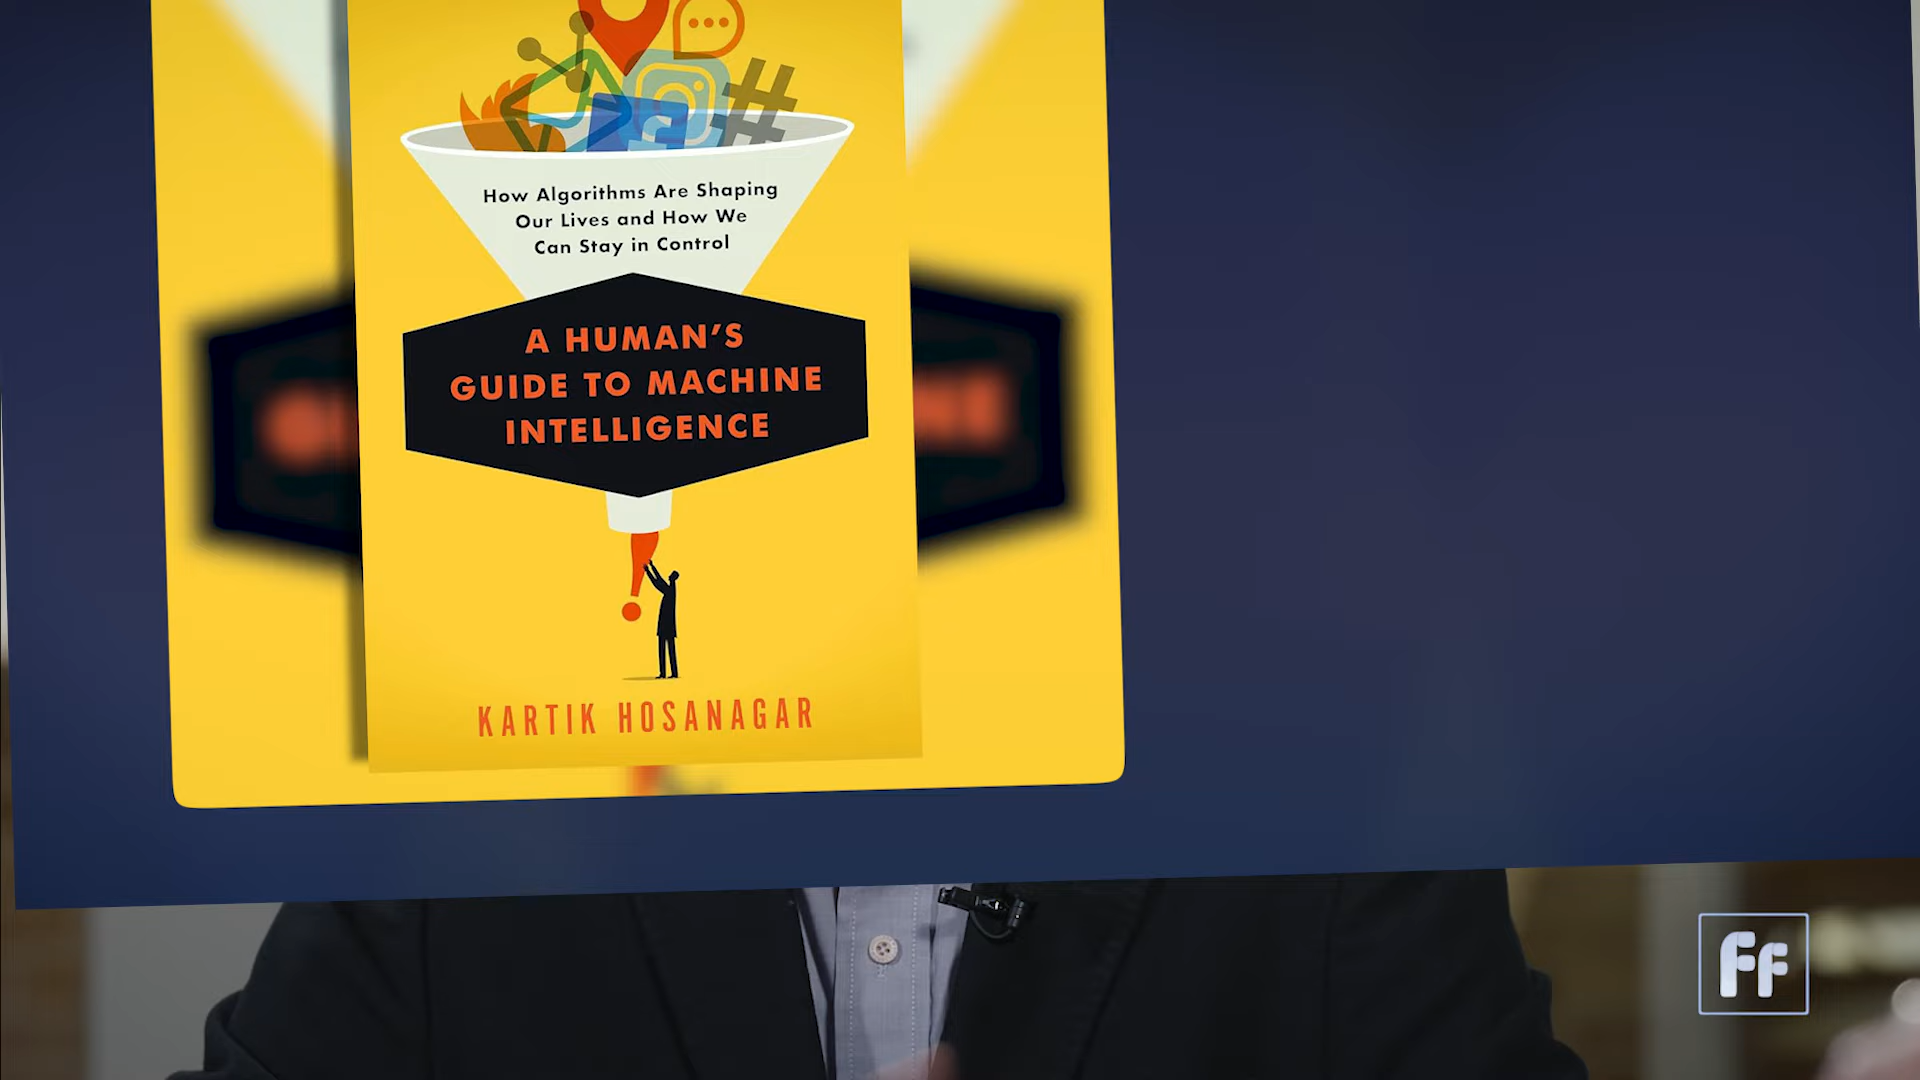 How Algorithms Are Shaping
Our Lives and How We
Can Stay in Control
A HUMAN'S
GUIDE TO MACHINE
INTELLIGENCE
KARTIK HOSANAGAR
FF